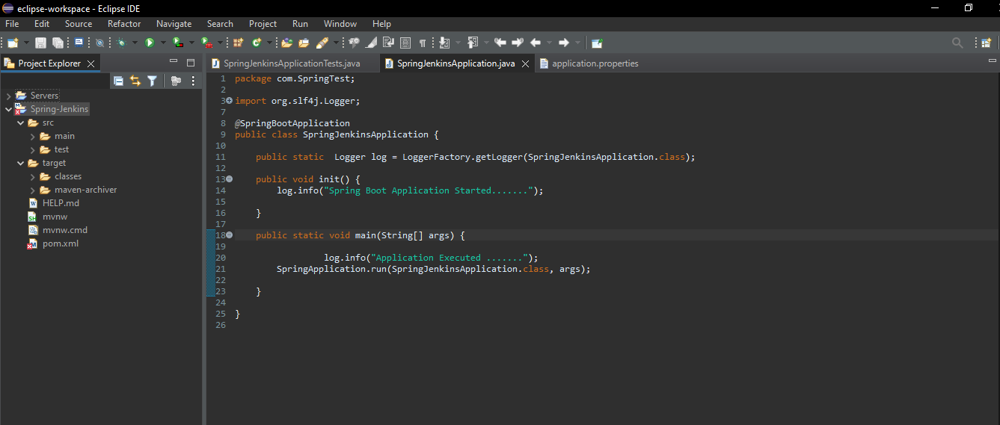 eclipse-workspace - Eclipse IDE
File Edit Source Refactor Navigate Search Project Run Window Help
Project Explorer
Servers
Spring-Jenkins
src
main
test
target
classes
maven-archiver
HELP.md
mvnw
mvnw.cmd
pom.xml
SpringJenkinsApplicationTests.java SpringJenkinsApplication.java application.properties
1 package com.SpringTest;
2
3 import org.slf4j.Logger;
7
8 @SpringBootApplication
9 public class SpringJenkinsApplication {
10
11 public static  Logger log = LoggerFactory.getLogger(SpringJenkinsApplication.class);
12
13 public void init() {
14 log.info("Spring Boot Application Started.......");
15
16 }
17
18 public static void main(String[] args) {
19
20 log.info("Application Executed .......");
21 SpringApplication.run(SpringJenkinsApplication.class, args);
22
23 }
24
25 }
26